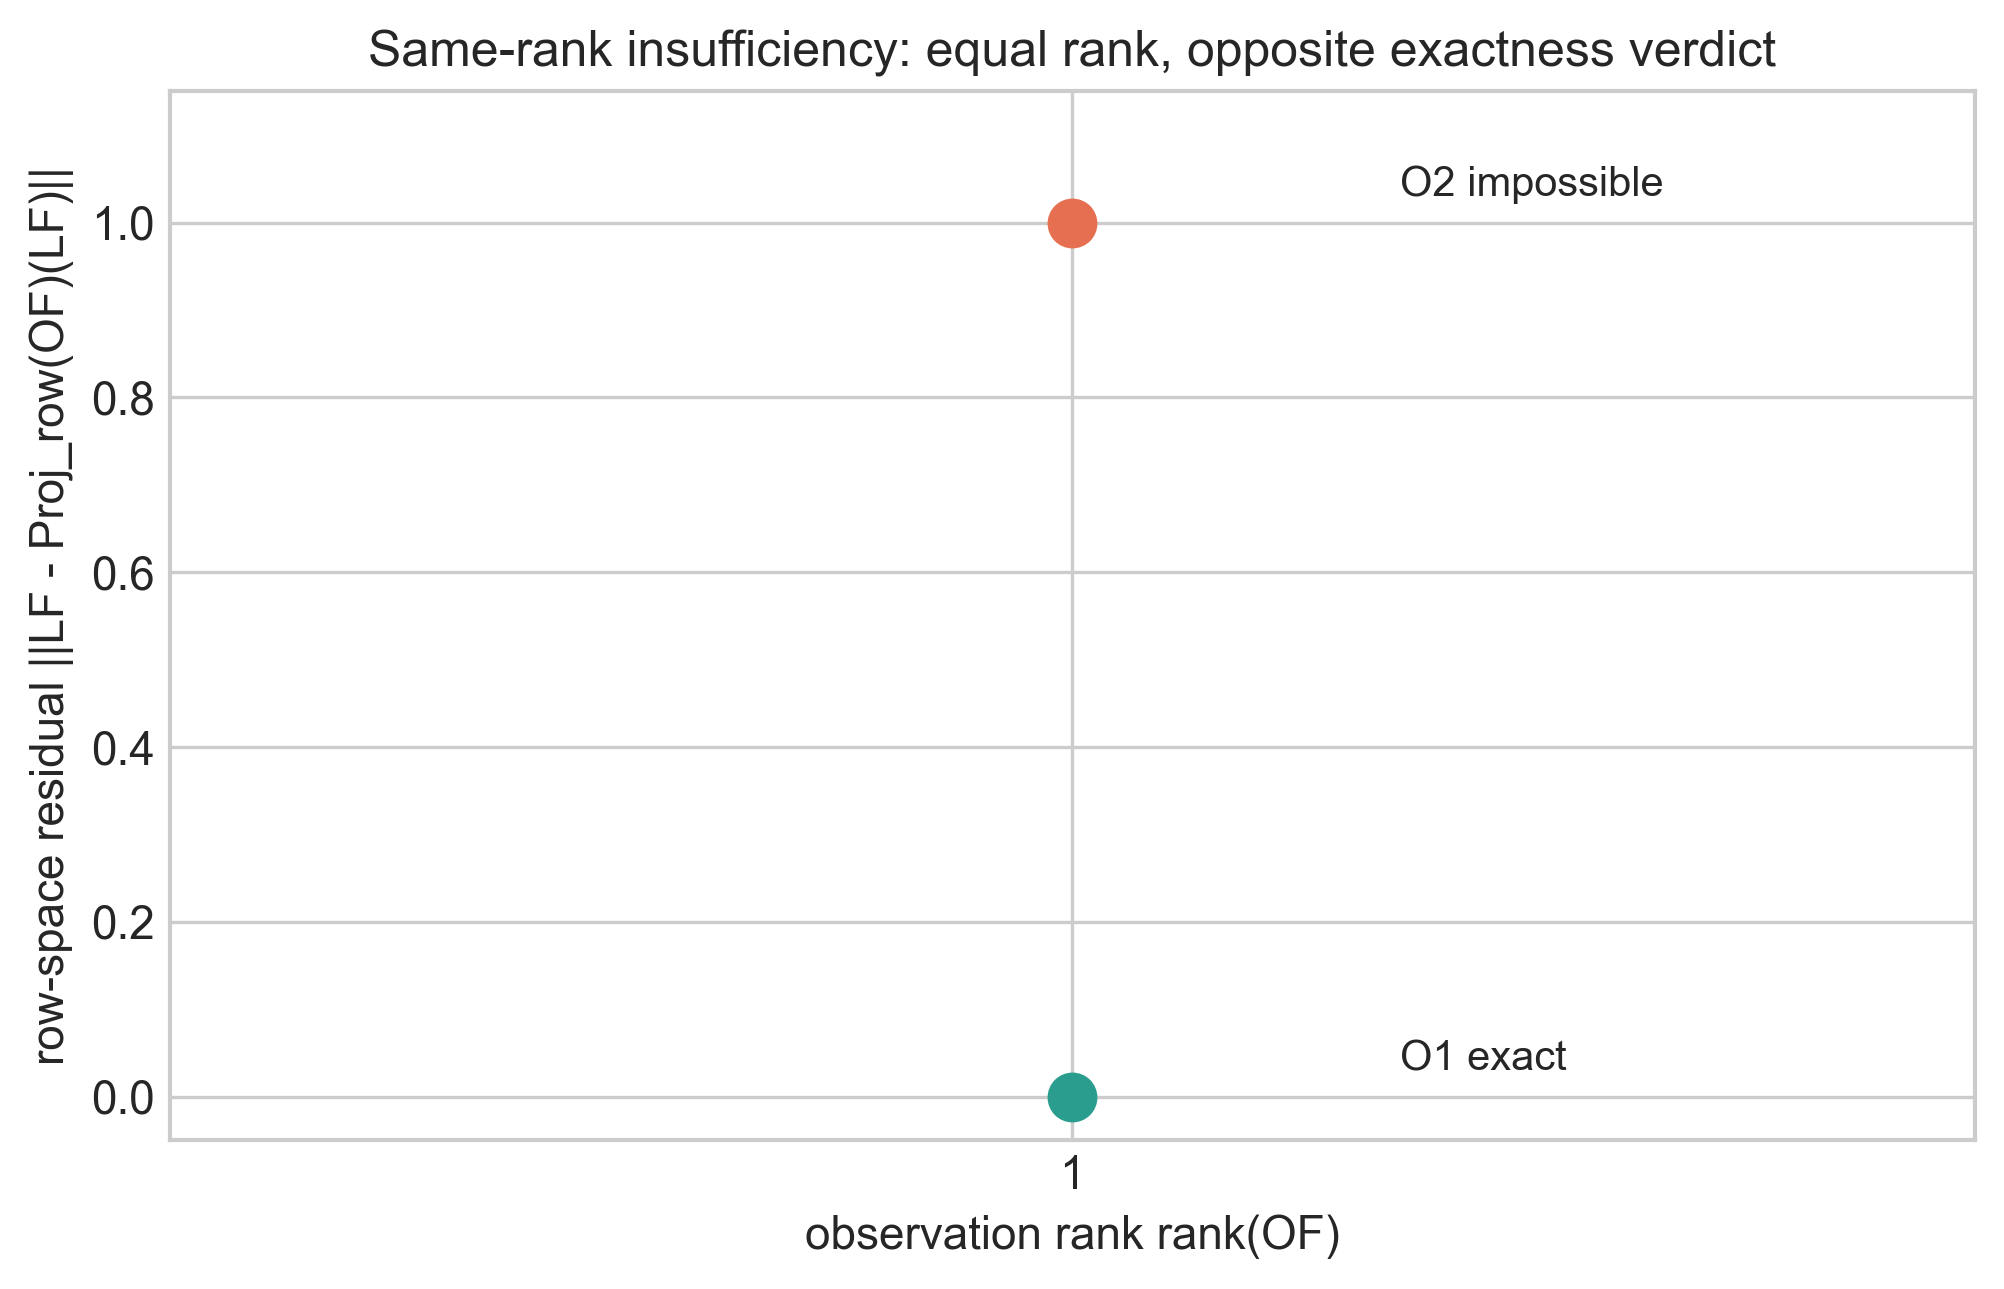 Same-rank insufficiency: equal rank, opposite exactness verdict
row-space residual ||LF - Proj_row(OF)(LF)||
1.0
0.8
0.6
0.4
0.2
0.0
O2 impossible
O1 exact
1
observation rank rank(OF)